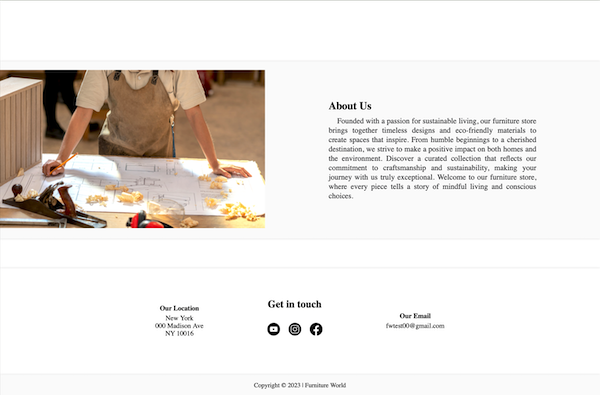 About Us
Founded with a passion for sustainable living, our furniture store
brings together timeless designs and eco-friendly materials to
create spaces that inspire. From humble beginnings to a cherished
destination, we strive to make a positive impact on both homes and
the environment. Discover a curated collection that reflects our
commitment to craftsmanship and sustainability, making your
journey with us truly exceptional. Welcome to our furniture store,
where every piece tells a story of mindful living and conscious
choices.
Our Location
New York
000 Madison Ave
NY 10016
Get in touch
Our Email
fwtest00@gmail.com
Copyright © 2023 | Furniture World